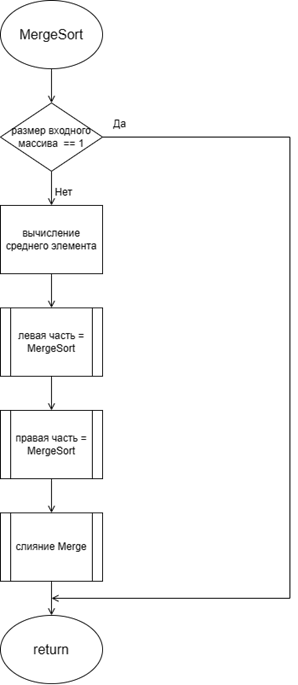 MergeSort
размер входного
массива == 1
Да
Нет
вычисление
среднего элемента
левая часть =
MergeSort
правая часть =
MergeSort
слияние Merge
return